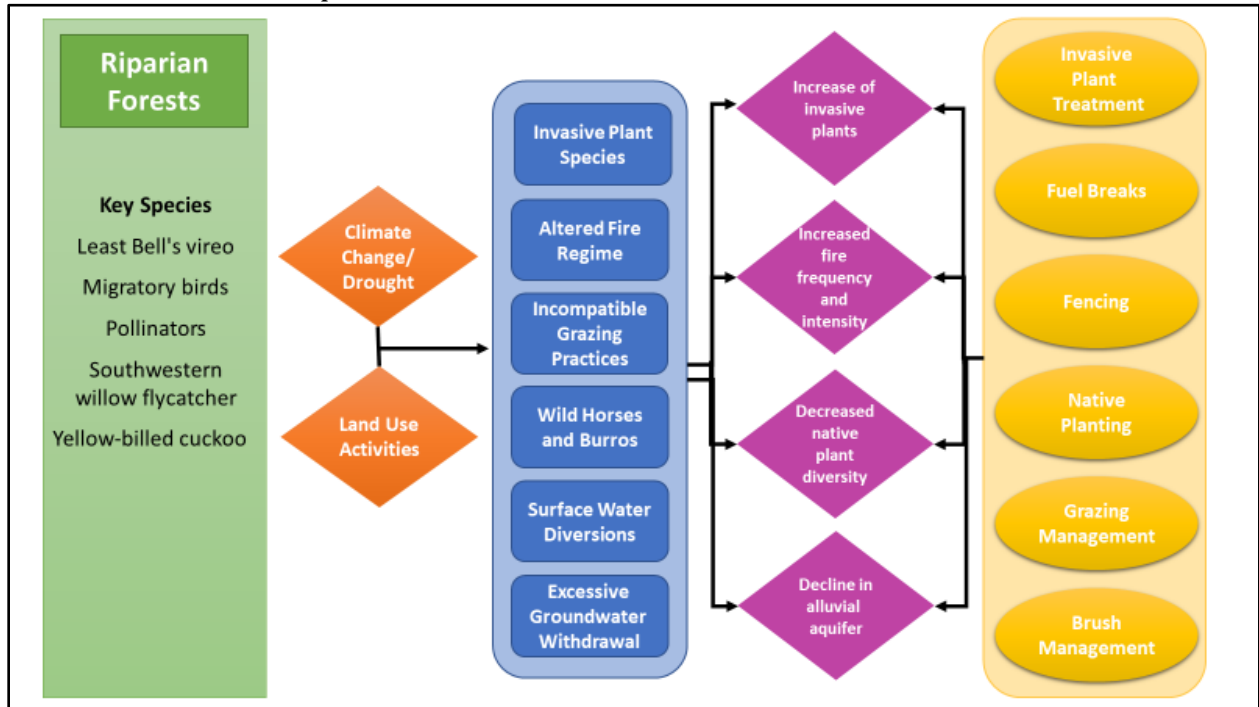 Riparian
Forests
Key Species
Least Bell's vireo
Migratory birds
Pollinators
Southwestern
willow flycatcher
Yellow-billed cuckoo
Climate
Change/
Drought
Land Use
Activities
Invasive Plant
Species
Altered Fire
Regime
Incompatible
Grazing
Practices
Wild Horses
and Burros
Surface Water
Diversions
Excessive
Groundwater
Withdrawal
Increase of
invasive
plants
Increased
fire
frequency
and
intensity
Decreased
native
plant
diversity
Decline in
alluvial
aquifer
Invasive
Plant
Treatment
Fuel Breaks
Fencing
Native
Planting
Grazing
Management
Brush
Management